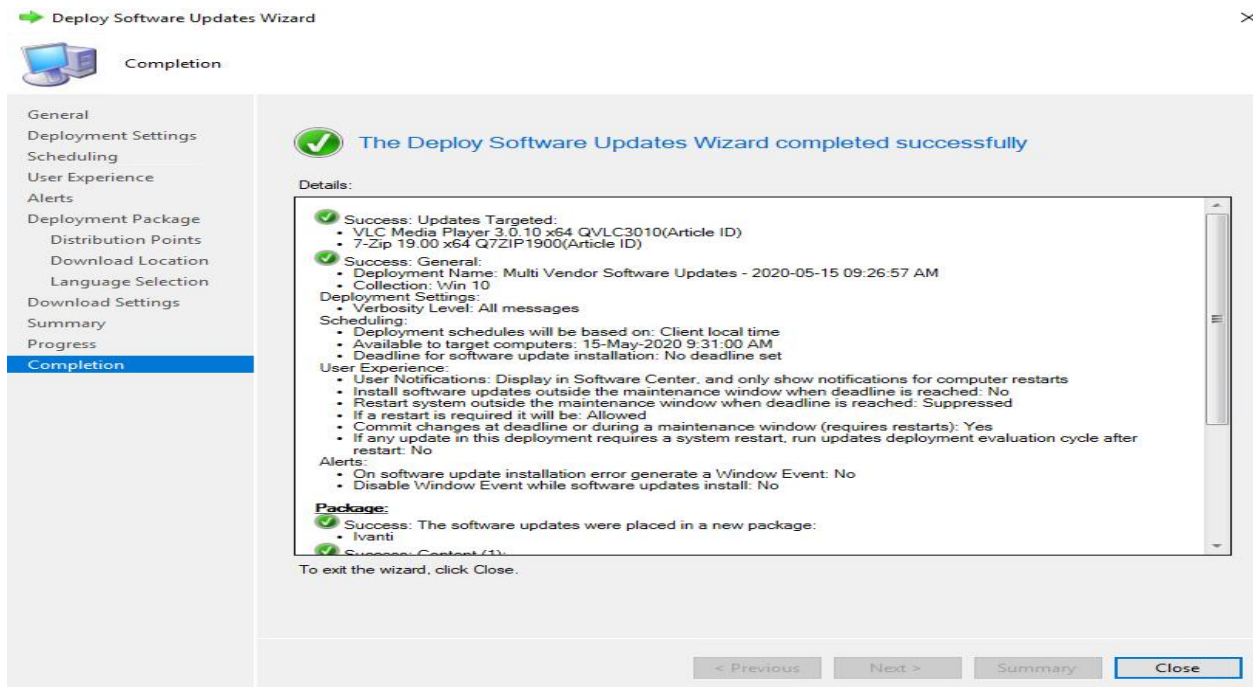 Deploy Software Updates Wizard
Completion
General
Deployment Settings
Scheduling
User Experience
Alerts
Deployment Package
Distribution Points
Download Location
Language Selection
Download Settings
Summary
Progress
Completion
The Deploy Software Updates Wizard completed successfully
Details:
Success: Updates Targeted:
• VLC Media Player 3.0.10 x64 QVLC3010(Article ID)
• 7-Zip 19.00 x64 Q7ZIP1900(Article ID)
Success: General:
• Deployment Name: Multi Vendor Software Updates - 2020-05-15 09:26:57 AM
• Collection: Win 10
Deployment Settings:
• Verbosity Level: All messages
Scheduling:
• Deployment schedules will be based on: Client local time
• Available to target computers: 15-May-2020 9:31:00 AM
• Deadline for software update installation: No deadline set
User Experience:
• User Notifications: Display in Software Center, and only show notifications for computer restarts
• Install software updates outside the maintenance window when deadline is reached: No
• Restart system outside the maintenance window when deadline is reached: Suppressed
• If a restart is required it will be: Allowed
• Commit changes at deadline or during a maintenance window (requires restarts): Yes
• If any update in this deployment requires a system restart, run updates deployment evaluation cycle after
restart: No
Alerts:
• On software update installation error generate a Window Event: No
• Disable Window Event while software updates install: No
Package:
Success: The software updates were placed in a new package:
• Ivanti
Success: Content (1):
To exit the wizard, click Close.
< Previous
Next >
Summary
Close